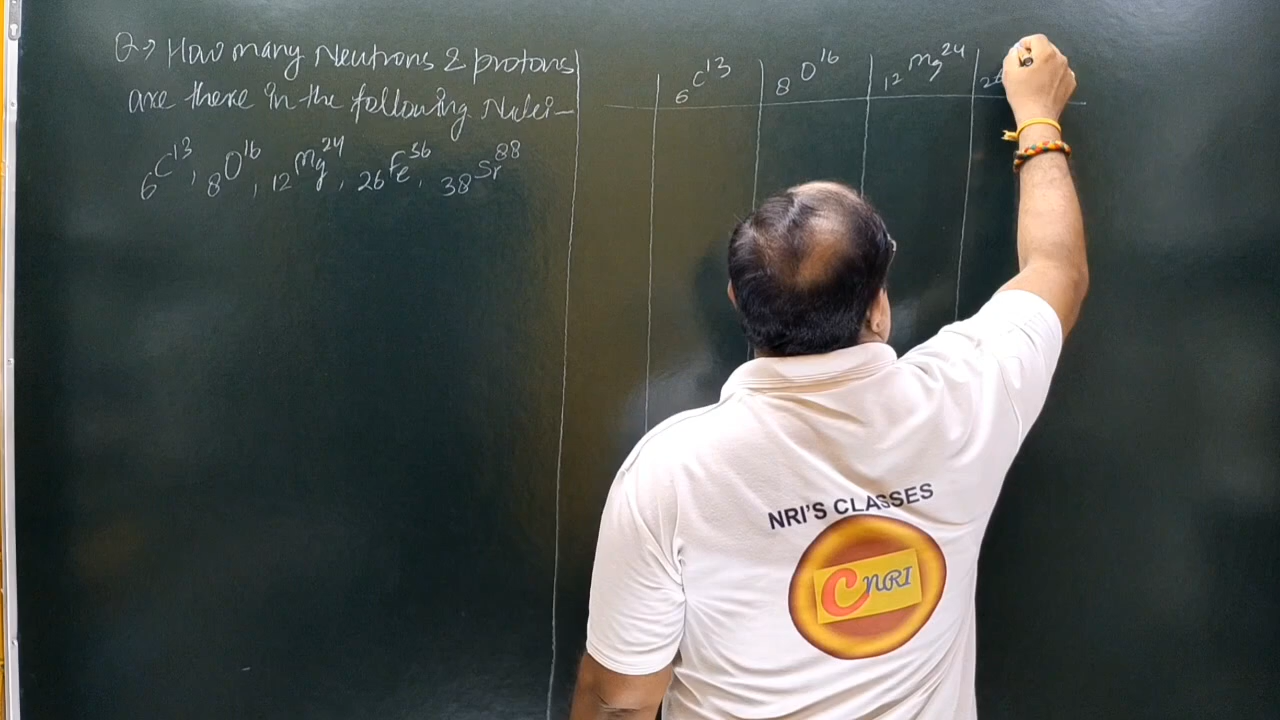 Q→ How many Neutrons & protons
are there in the following Nuclei—
₆C¹³, ₈O¹⁶, ₁₂Mg²⁴, ₂₆Fe⁵⁶, ₃₈Sr⁸⁸
₆C¹³ ₈O¹⁶ ₁₂Mg²⁴
NRI'S CLASSES
CNRI